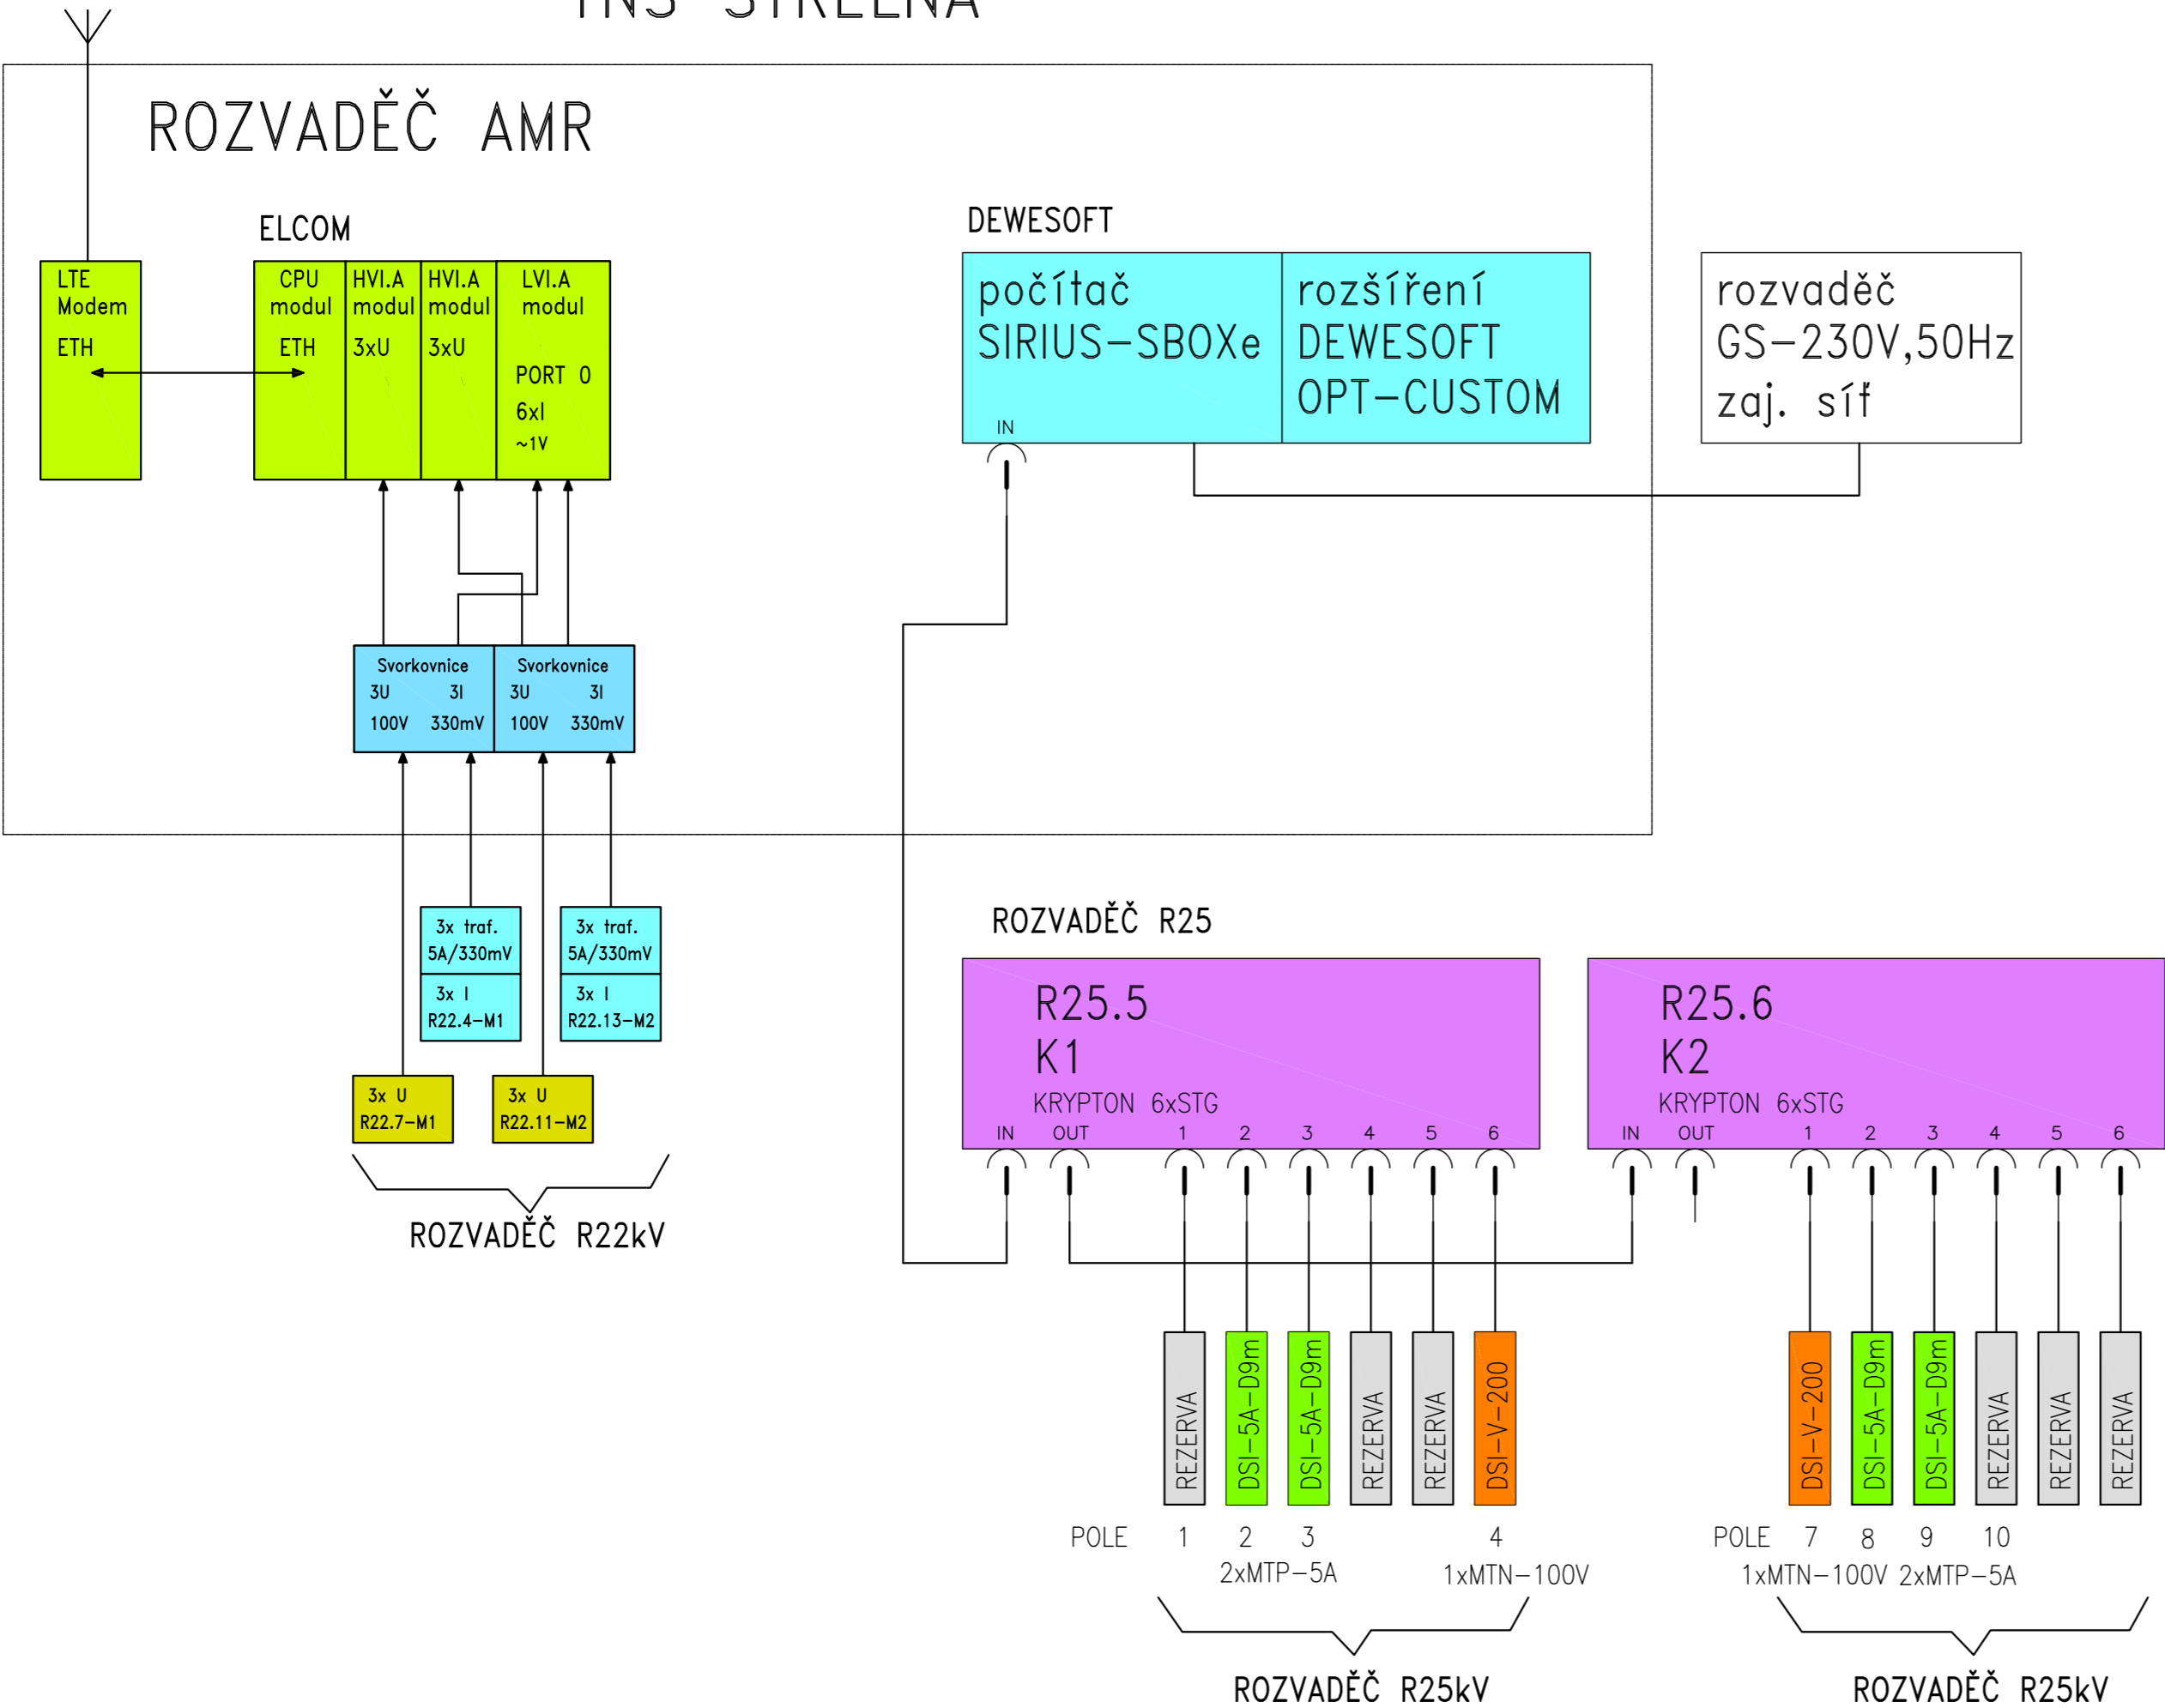 TNS STŘELNÁ
ROZVADĚČ AMR
ELCOM
LTE
Modem
ETH
CPU
modul
ETH
HVI.A
modul
3xU
HVI.A
modul
3xU
LVI.A
modul
PORT 0
6xI
~1V
DEWESOFT
počítač
SIRIUS-SBOXe
IN
rozšíření
DEWESOFT
OPT-CUSTOM
rozvaděč
GS-230V,50Hz
zaj. síť
Svorkovnice
3U 3I
100V 330mV
Svorkovnice
3U 3I
100V 330mV
3x traf.
5A/330mV
3x I
R22.4-M1
3x traf.
5A/330mV
3x I
R22.13-M2
3x U
R22.7-M1
3x U
R22.11-M2
ROZVADĚČ R22kV
ROZVADĚČ R25
R25.5
K1
KRYPTON 6xSTG
IN OUT 1 2 3 4 5 6
R25.6
K2
KRYPTON 6xSTG
IN OUT 1 2 3 4 5 6
REZERVA
DSI-5A-D9m
DSI-5A-D9m
REZERVA
REZERVA
DSI-V-200
DSI-V-200
DSI-5A-D9m
DSI-5A-D9m
REZERVA
REZERVA
REZERVA
POLE 1 2 3 4
2xMTP-5A 1xMTN-100V
POLE 7 8 9 10
1xMTN-100V 2xMTP-5A
ROZVADĚČ R25kV
ROZVADĚČ R25kV